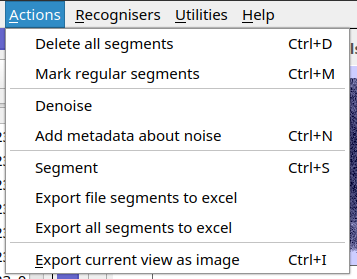 Actions Recognisers Utilities Help
Delete all segments Ctrl+D
Mark regular segments Ctrl+M
Denoise
Add metadata about noise Ctrl+N
Segment Ctrl+S
Export file segments to excel
Export all segments to excel
Export current view as image Ctrl+I